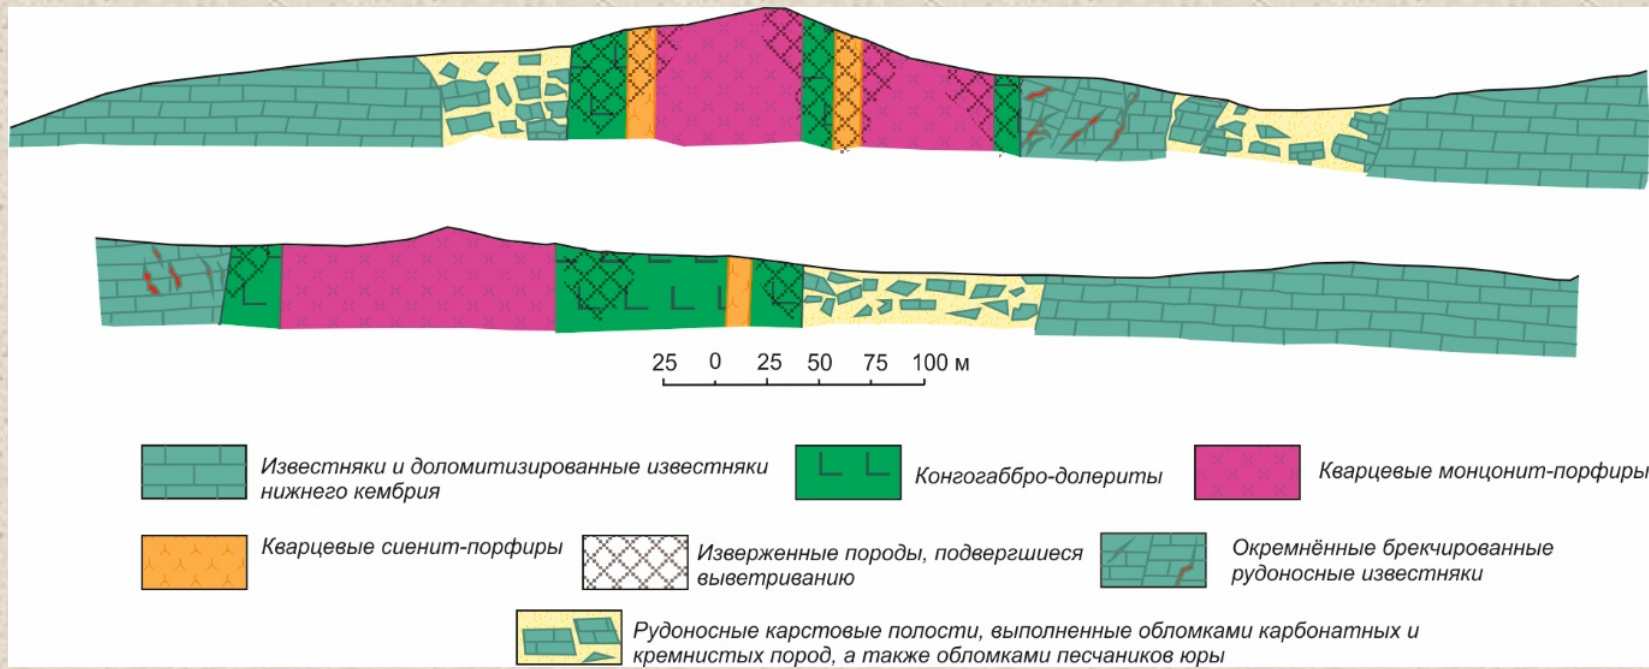 25 0 25 50 75 100 м
Известняки и доломитизированные известняки
нижнего кембрия
Конгогаббро-долериты
Кварцевые монцонит-порфиры
Кварцевые сиенит-порфиры
Изверженные породы, подвергшиеся
выветриванию
Окремнённые брекчированные
рудоносные известняки
Рудоносные карстовые полости, выполненные обломками карбонатных и
кремнистых пород, а также обломками песчаников юры